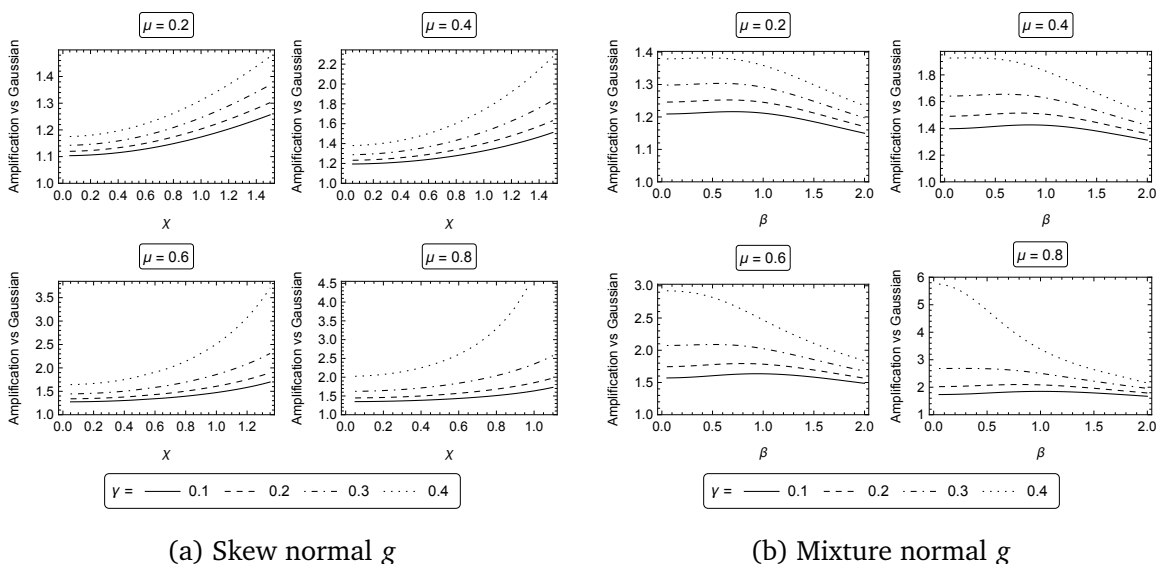 μ = 0.2
Amplification vs Gaussian
1.4
1.3
1.2
1.1
1.0
0.0 0.2 0.4 0.6 0.8 1.0 1.2 1.4
χ
μ = 0.4
Amplification vs Gaussian
2.2
2.0
1.8
1.6
1.4
1.2
1.0
0.0 0.2 0.4 0.6 0.8 1.0 1.2 1.4
χ
μ = 0.6
Amplification vs Gaussian
3.5
3.0
2.5
2.0
1.5
1.0
0.0 0.2 0.4 0.6 0.8 1.0 1.2
χ
μ = 0.8
Amplification vs Gaussian
4.5
4.0
3.5
3.0
2.5
2.0
1.5
1.0
0.0 0.2 0.4 0.6 0.8 1.0
χ
γ = 0.1 0.2 0.3 0.4
(a) Skew normal g
μ = 0.2
Amplification vs Gaussian
1.4
1.3
1.2
1.1
1.0
0.0 0.5 1.0 1.5 2.0
β
μ = 0.4
Amplification vs Gaussian
1.8
1.6
1.4
1.2
1.0
0.0 0.5 1.0 1.5 2.0
β
μ = 0.6
Amplification vs Gaussian
3.0
2.5
2.0
1.5
1.0
0.0 0.5 1.0 1.5 2.0
β
μ = 0.8
Amplification vs Gaussian
6
5
4
3
2
1
0.0 0.5 1.0 1.5 2.0
β
γ = 0.1 0.2 0.3 0.4
(b) Mixture normal g